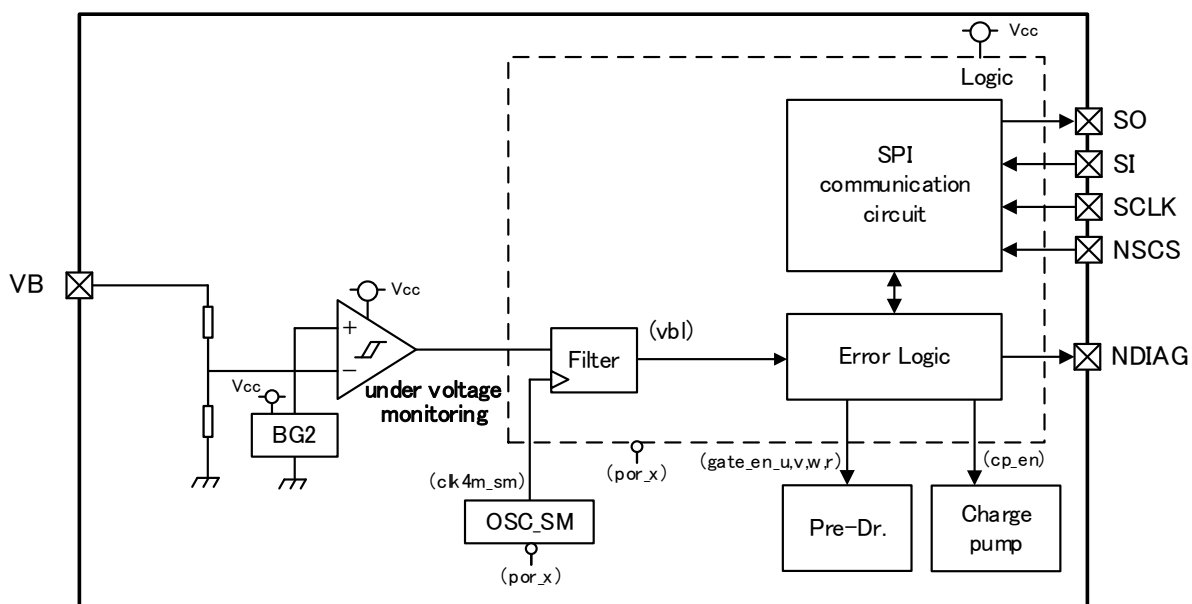 Vcc
Logic
SO
SPI
communication
circuit
SI
SCLK
NSCS
VB
Vcc
+
−
(vbl)
Filter
Error Logic
NDIAG
Vcc
under voltage
monitoring
BG2
(por_x)
(gate_en_u,v,w,r)
(cp_en)
(clk4m_sm)
OSC_SM
Pre-Dr.
Charge
pump
(por_x)